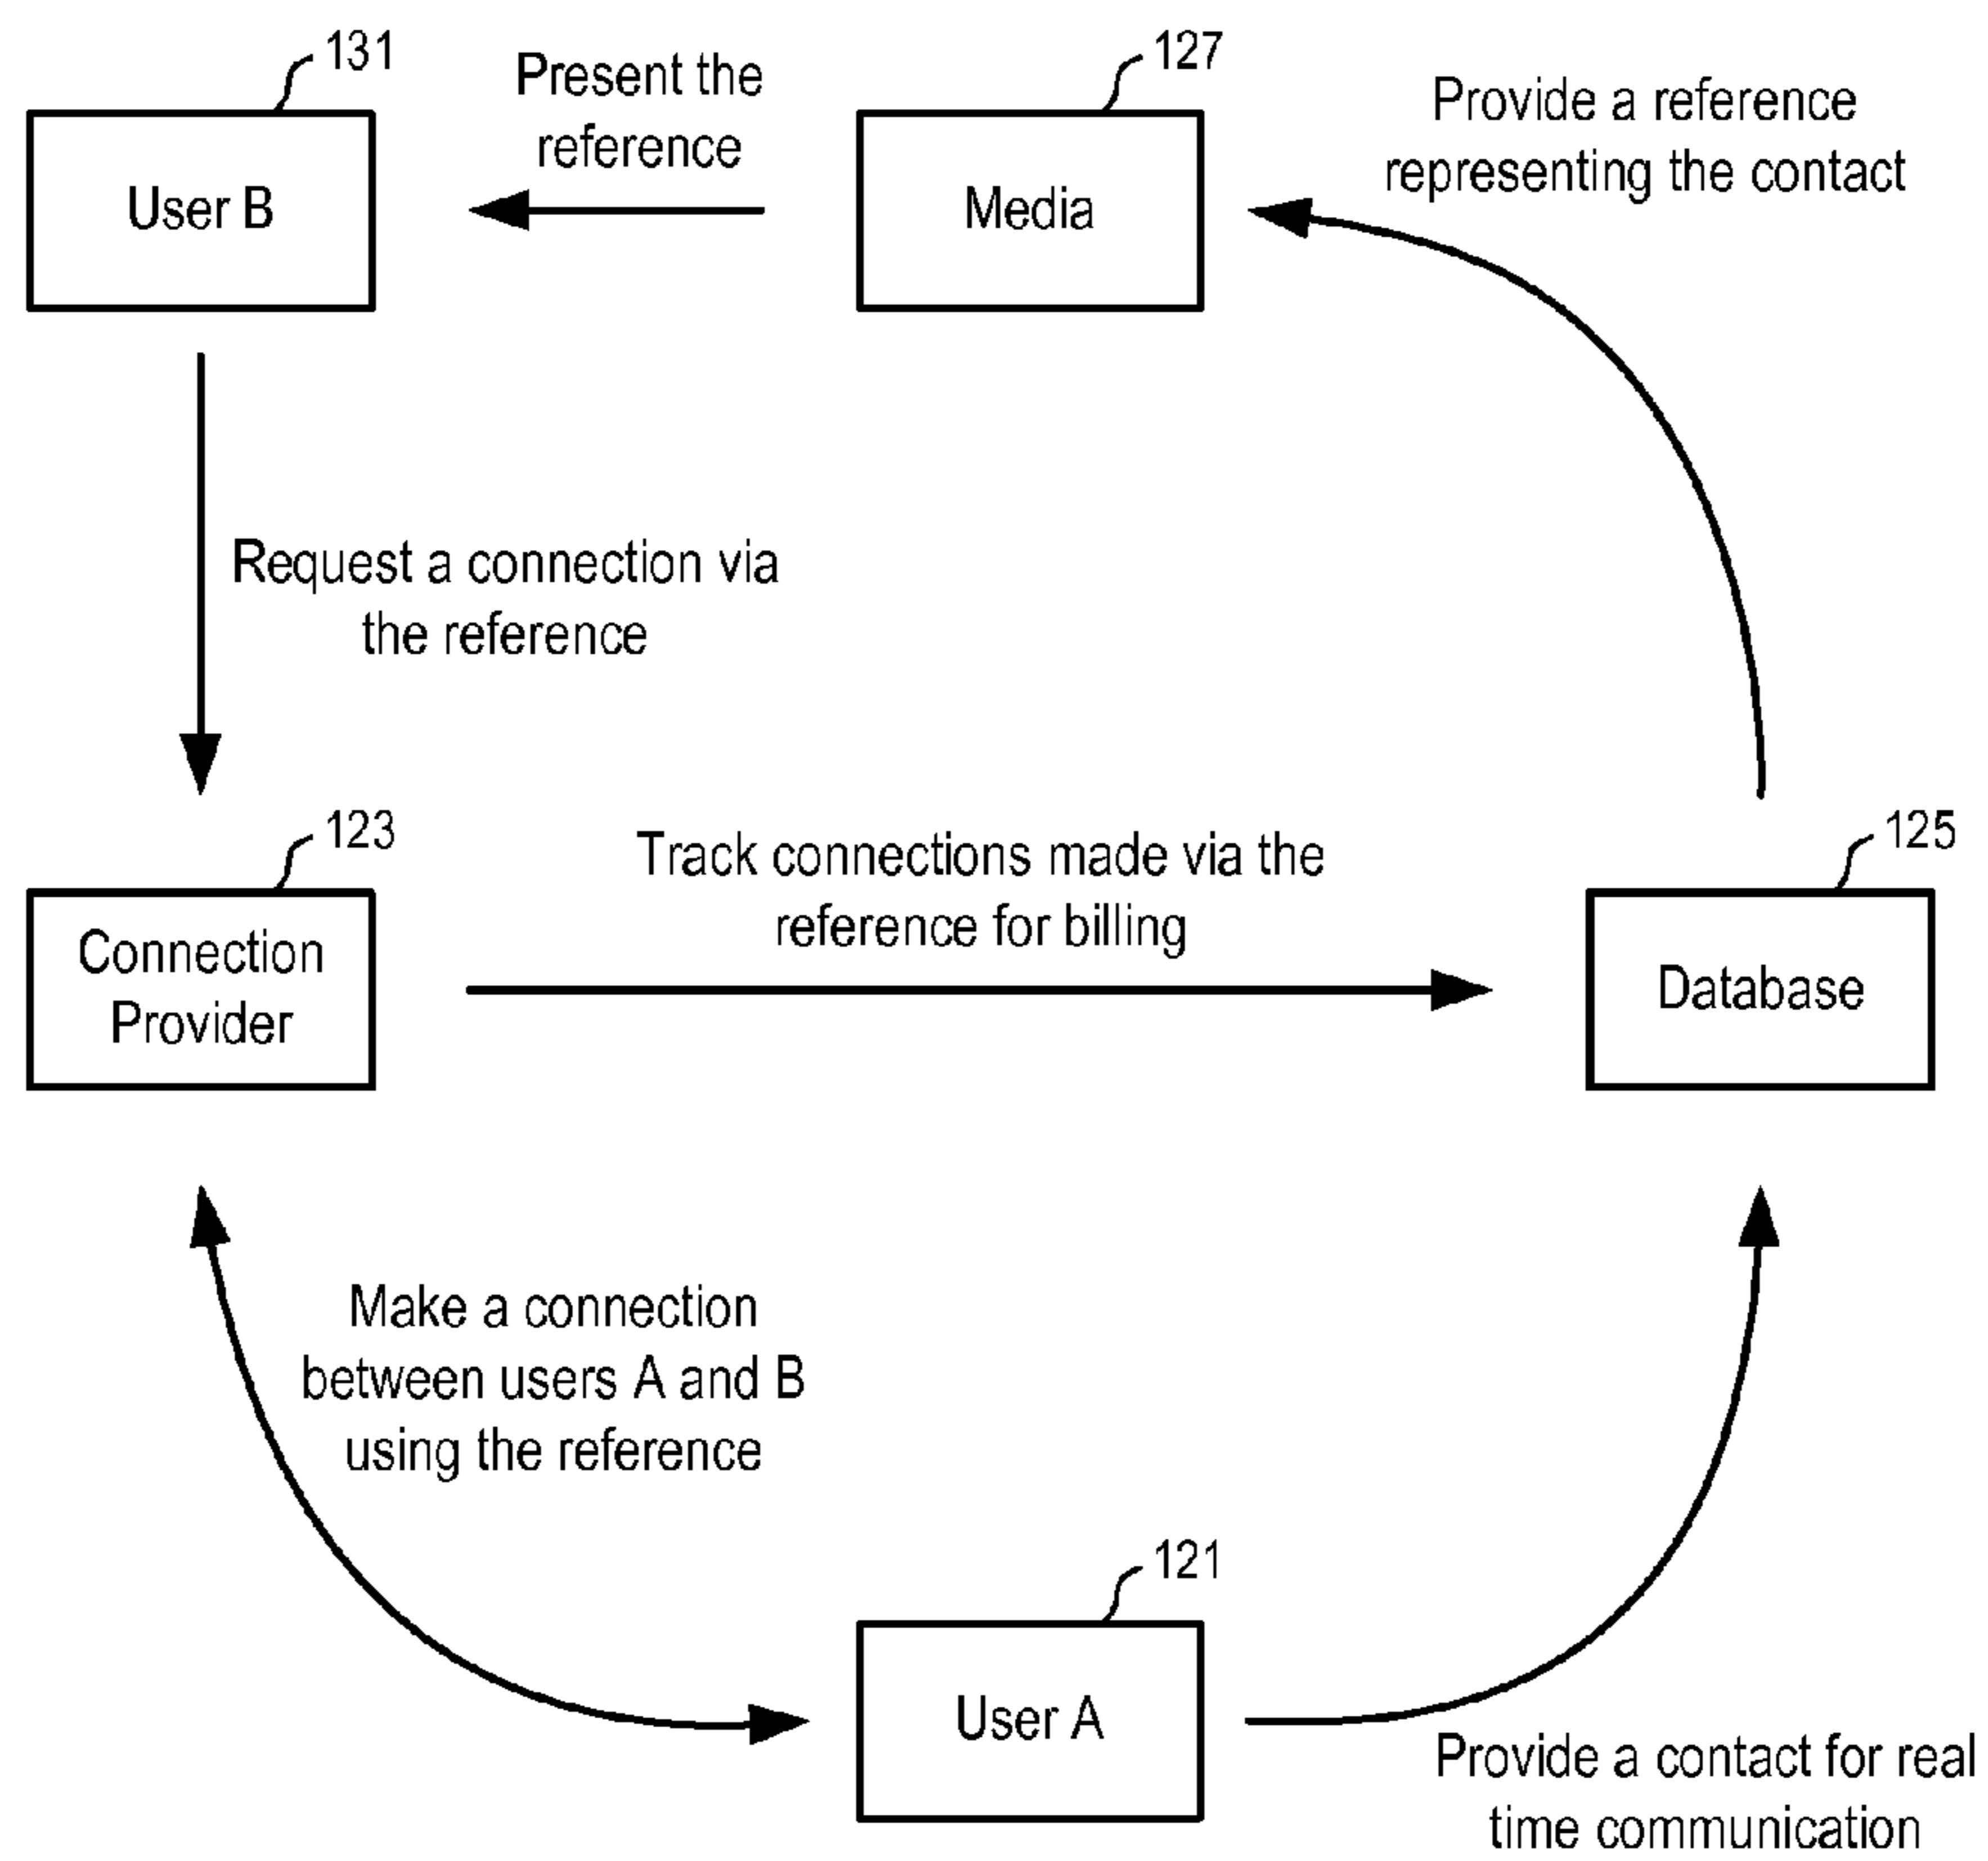 131
Present the
reference
127
Provide a reference
representing the contact
User B
Media
Request a connection via
the reference
123
Track connections made via the
reference for billing
125
Connection
Provider
Database
Make a connection
between users A and B
using the reference
121
User A
Provide a contact for real
time communication